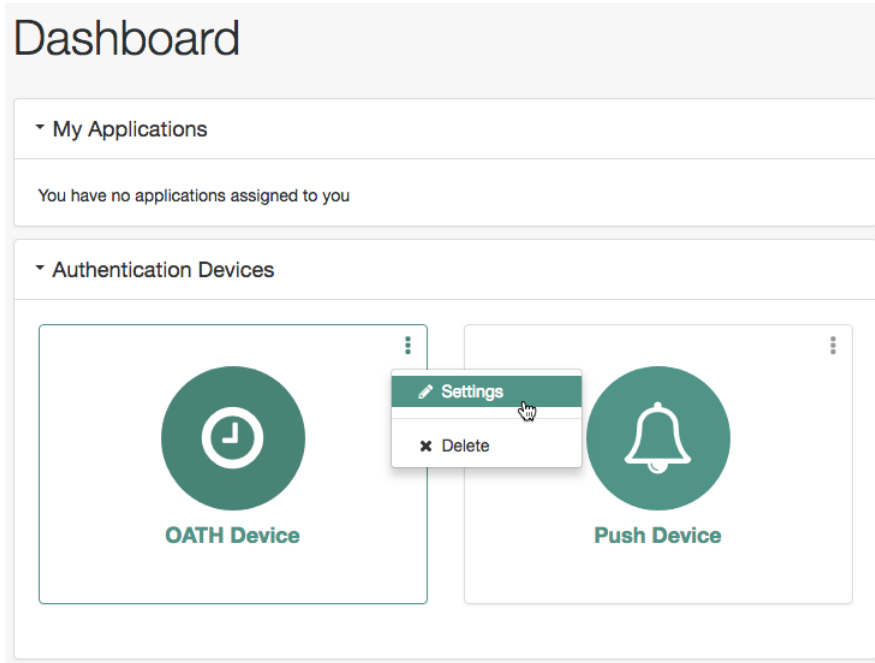 Dashboard
My Applications
You have no applications assigned to you
Authentication Devices
Settings
Delete
OATH Device
Push Device